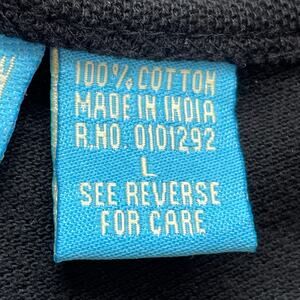 100% COTTON
MADE IN INDIA
R.NO. 0101292
L
SEE REVERSE
FOR CARE